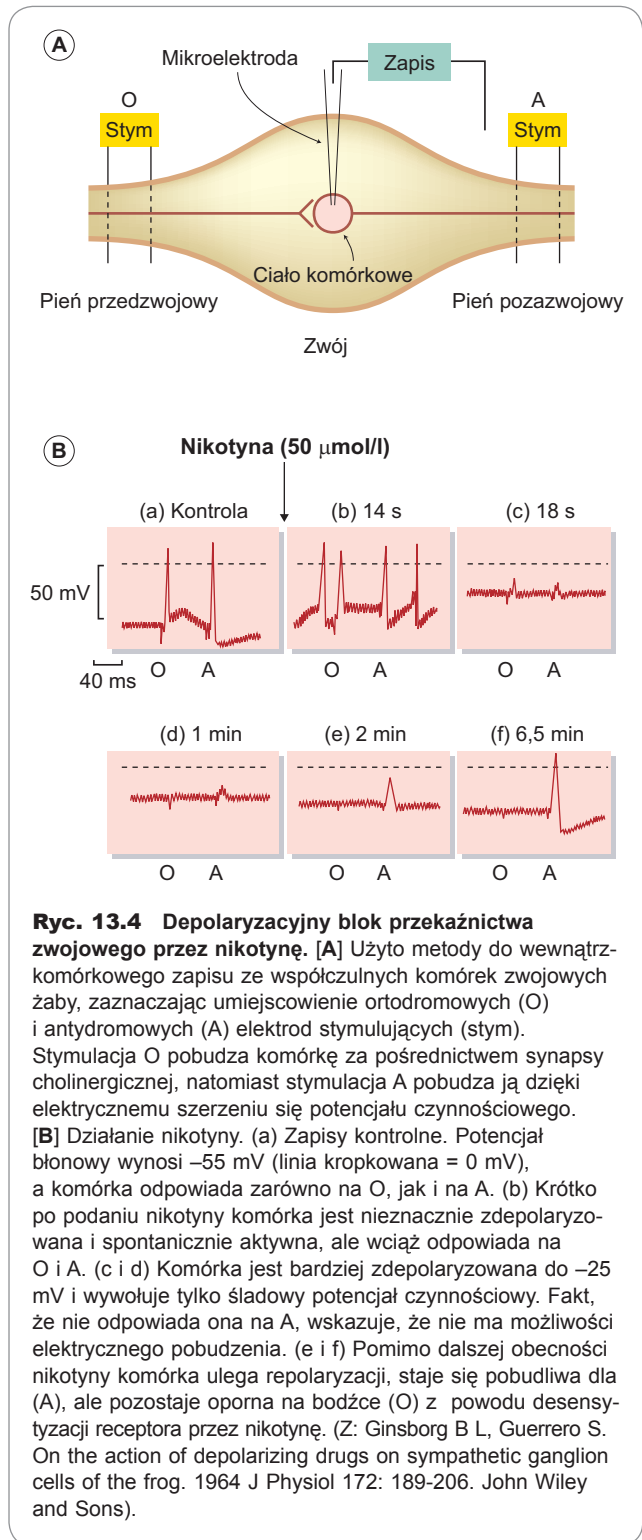 A
Mikroelektroda
Zapis
O
Stym
A
Stym
Ciało komórkowe
Pień przedzwojowy
Pień pozazwojowy
Zwój
B
Nikotyna (50 μmol/l)
(a) Kontrola
(b) 14 s
(c) 18 s
50 mV
40 ms
O A
O A
O A
(d) 1 min
(e) 2 min
(f) 6,5 min
O A
O A
O A
Ryc. 13.4 Depolaryzacyjny blok przekaźnictwa
zwojowego przez nikotynę. [A] Użyto metody do wewnątrz-
komórkowego zapisu ze współczulnych komórek zwojowych
żaby, zaznaczając umiejscowienie ortodromowych (O)
i antydromowych (A) elektrod stymulujących (stym).
Stymulacja O pobudza komórkę za pośrednictwem synapsy
cholinergicznej, natomiast stymulacja A pobudza ją dzięki
elektrycznemu szerzeniu się potencjału czynnościowego.
[B] Działanie nikotyny. (a) Zapisy kontrolne. Potencjał
błonowy wynosi –55 mV (linia kropkowana = 0 mV),
a komórka odpowiada zarówno na O, jak i na A. (b) Krótko
po podaniu nikotyny komórka jest nieznacznie zdepolaryzo-
wana i spontanicznie aktywna, ale wciąż odpowiada na
O i A. (c i d) Komórka jest bardziej zdepolaryzowana do –25
mV i wywołuje tylko śladowy potencjał czynnościowy. Fakt,
że nie odpowiada ona na A, wskazuje, że nie ma możliwości
elektrycznego pobudzenia. (e i f) Pomimo dalszej obecności
nikotyny komórka ulega repolaryzacji, staje się pobudliwa dla
(A), ale pozostaje oporna na bodźce (O) z powodu desensy-
tyzacji receptora przez nikotynę. (Z: Ginsborg B L, Guerrero S.
On the action of depolarizing drugs on sympathetic ganglion
cells of the frog. 1964 J Physiol 172: 189-206. John Wiley
and Sons).